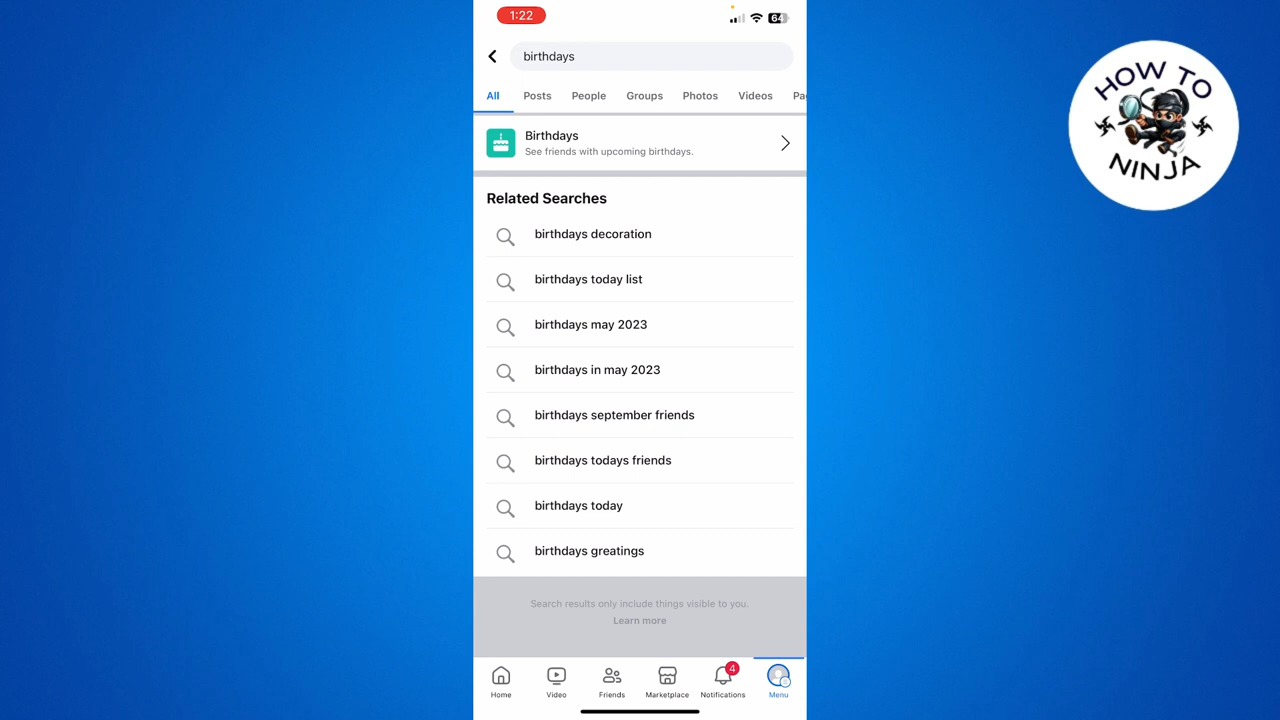 1:22
64
birthdays
All Posts People Groups Photos Videos Pa
Birthdays
See friends with upcoming birthdays.
Related Searches
birthdays decoration
birthdays today list
birthdays may 2023
birthdays in may 2023
birthdays september friends
birthdays todays friends
birthdays today
birthdays greatings
Search results only include things visible to you.
Learn more
4
Home Video Friends Marketplace Notifications Menu
HOW TO
NINJA